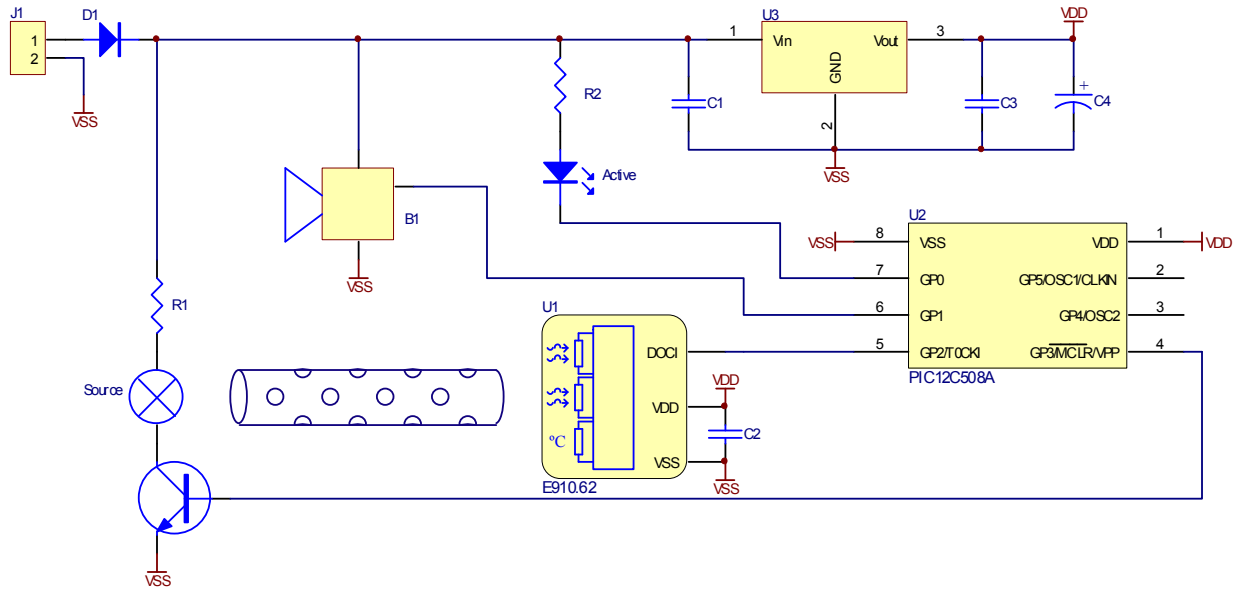 J1
1
2
VSS
D1
R1
Source
VSS
B1
VSS
R2
Active
C1
U3
1
Vin
Vout
3
GND
2
VSS
C3
VDD
+
C4
U1
DOCI
VDD
VSS
ºC
E910.62
VDD
C2
VSS
U2
VSS
8
VSS
VDD
1
VDD
7
GP0
GP5/OSC1/CLKIN
2
6
GP1
GP4/OSC2
3
5
GP2/T0CKI
GP3/MCLR/VPP
4
PIC12C508A